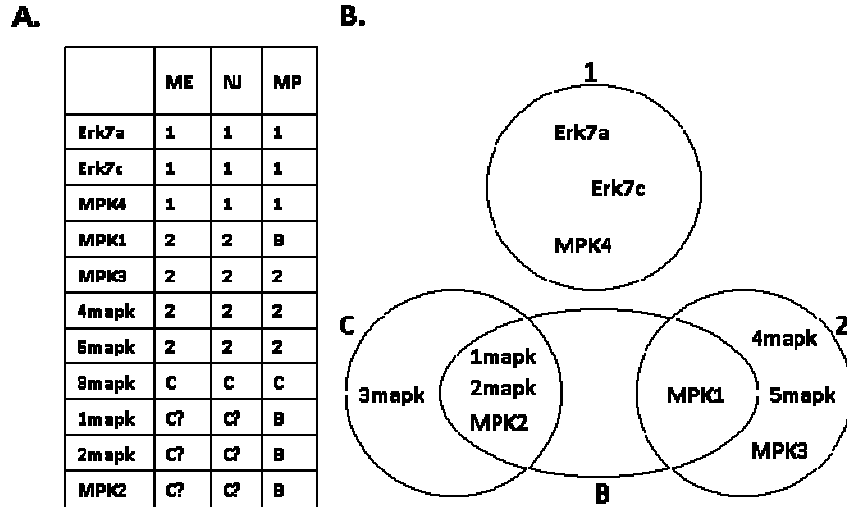 A.
ME NJ MP
Erk7a 1 1 1
Erk7c 1 1 1
MPK4 1 1 1
MPK1 2 2 B
MPK3 2 2 2
4mapk 2 2 2
5mapk 2 2 2
3mapk C C C
1mapk C? C? B
2mapk C? C? B
MPK2 C? C? B
B.
1
Erk7a
Erk7c
MPK4
C
2
1mapk
2mapk
MPK2
3mapk
MPK1
4mapk
5mapk
MPK3
B